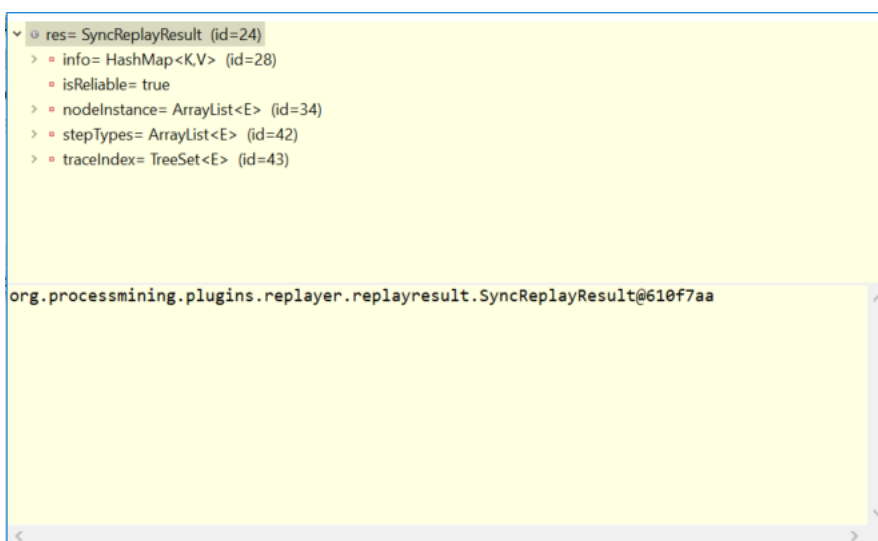 res= SyncReplayResult (id=24)
info= HashMap<K,V> (id=28)
isReliable= true
nodeInstance= ArrayList<E> (id=34)
stepTypes= ArrayList<E> (id=42)
traceIndex= TreeSet<E> (id=43)
org.processmining.plugins.replayer.replayresult.SyncReplayResult@610f7aa